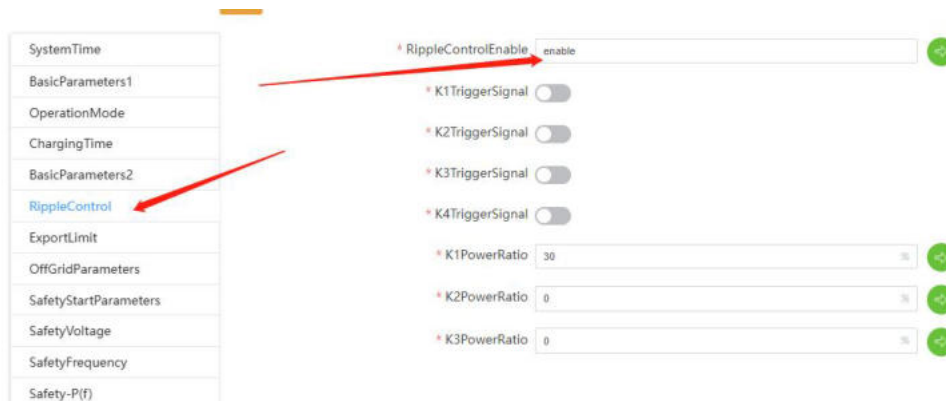 SystemTime
BasicParameters1
OperationMode
ChargingTime
BasicParameters2
RippleControl
ExportLimit
OffGridParameters
SafetyStartParameters
SafetyVoltage
SafetyFrequency
Safety-P(f)
* RippleControlEnable enable
* K1TriggerSignal
* K2TriggerSignal
* K3TriggerSignal
* K4TriggerSignal
* K1PowerRatio 30 %
* K2PowerRatio 0 %
* K3PowerRatio 0 %